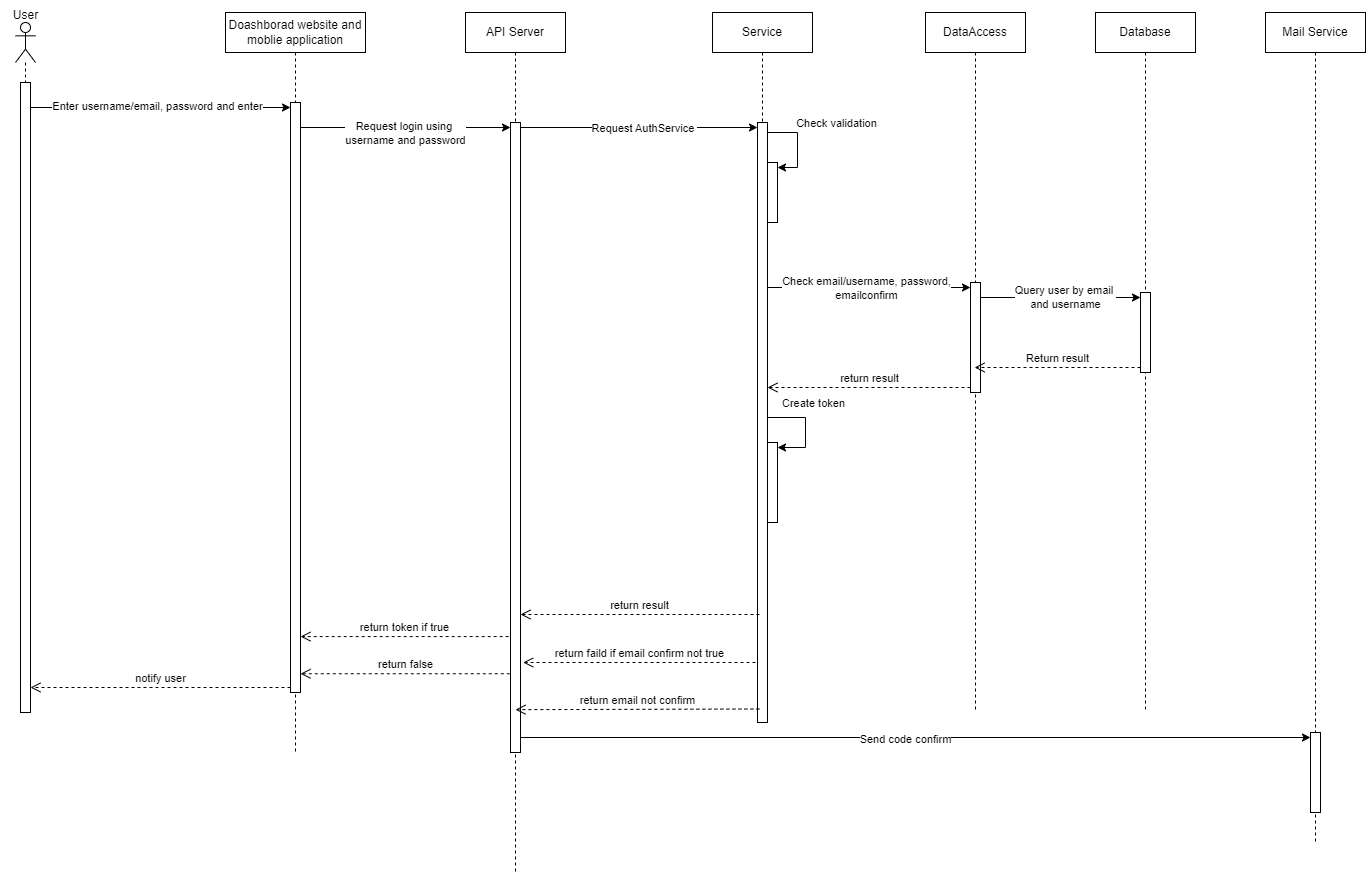 User
Doashborad website and
moblie application
API Server
Service
DataAccess
Database
Mail Service
Enter username/email, password and enter
Request login using
username and password
Request AuthService
Check validation
Check email/username, password,
emailconfirm
Query user by email
and username
Return result
return result
Create token
return result
return token if true
return faild if email confirm not true
return false
notify user
return email not confirm
Send code confirm